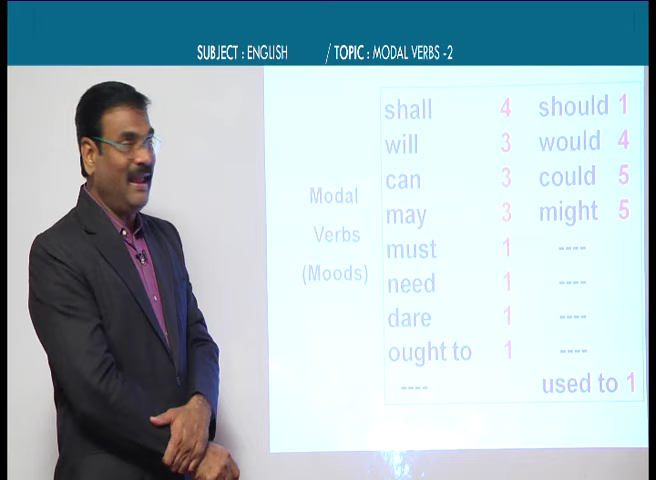 SUBJECT : ENGLISH / TOPIC : MODAL VERBS -2
Modal
Verbs
(Moods)
shall 4 should 1
will 3 would 4
can 3 could 5
may 3 might 5
must 1 ----
need 1 ----
dare 1 ----
ought to 1 ----
---- used to 1